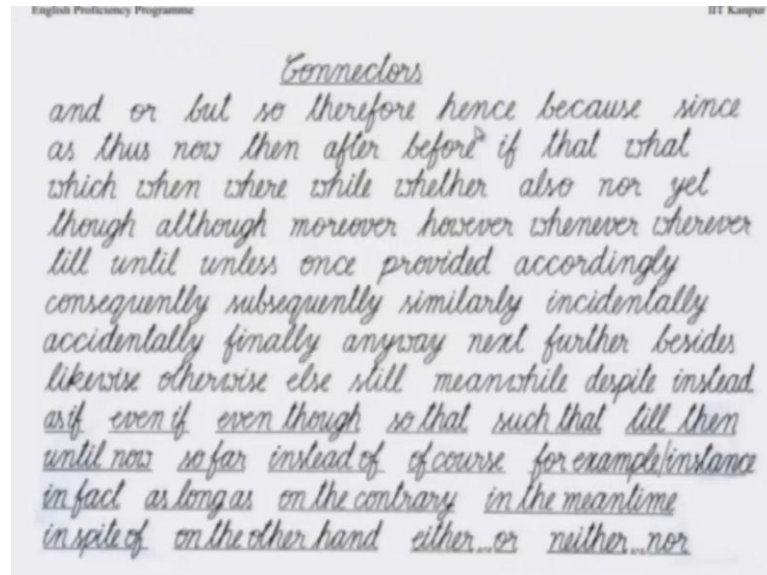 English Proficiency Programme IIT Kanpur
Connectors
and or but so therefore hence because since
as thus now then after before if that what
which when where while whether also nor yet
though although moreover however whenever wherever
till until unless once provided accordingly
consequently subsequently similarly incidentally
accidentally finally anyway next further besides
likewise otherwise else still meanwhile despite instead
as if even if even though so that such that till then
until now so far instead of of course for example/instance
in fact as long as on the contrary in the meantime
in spite of on the other hand either...or neither...nor